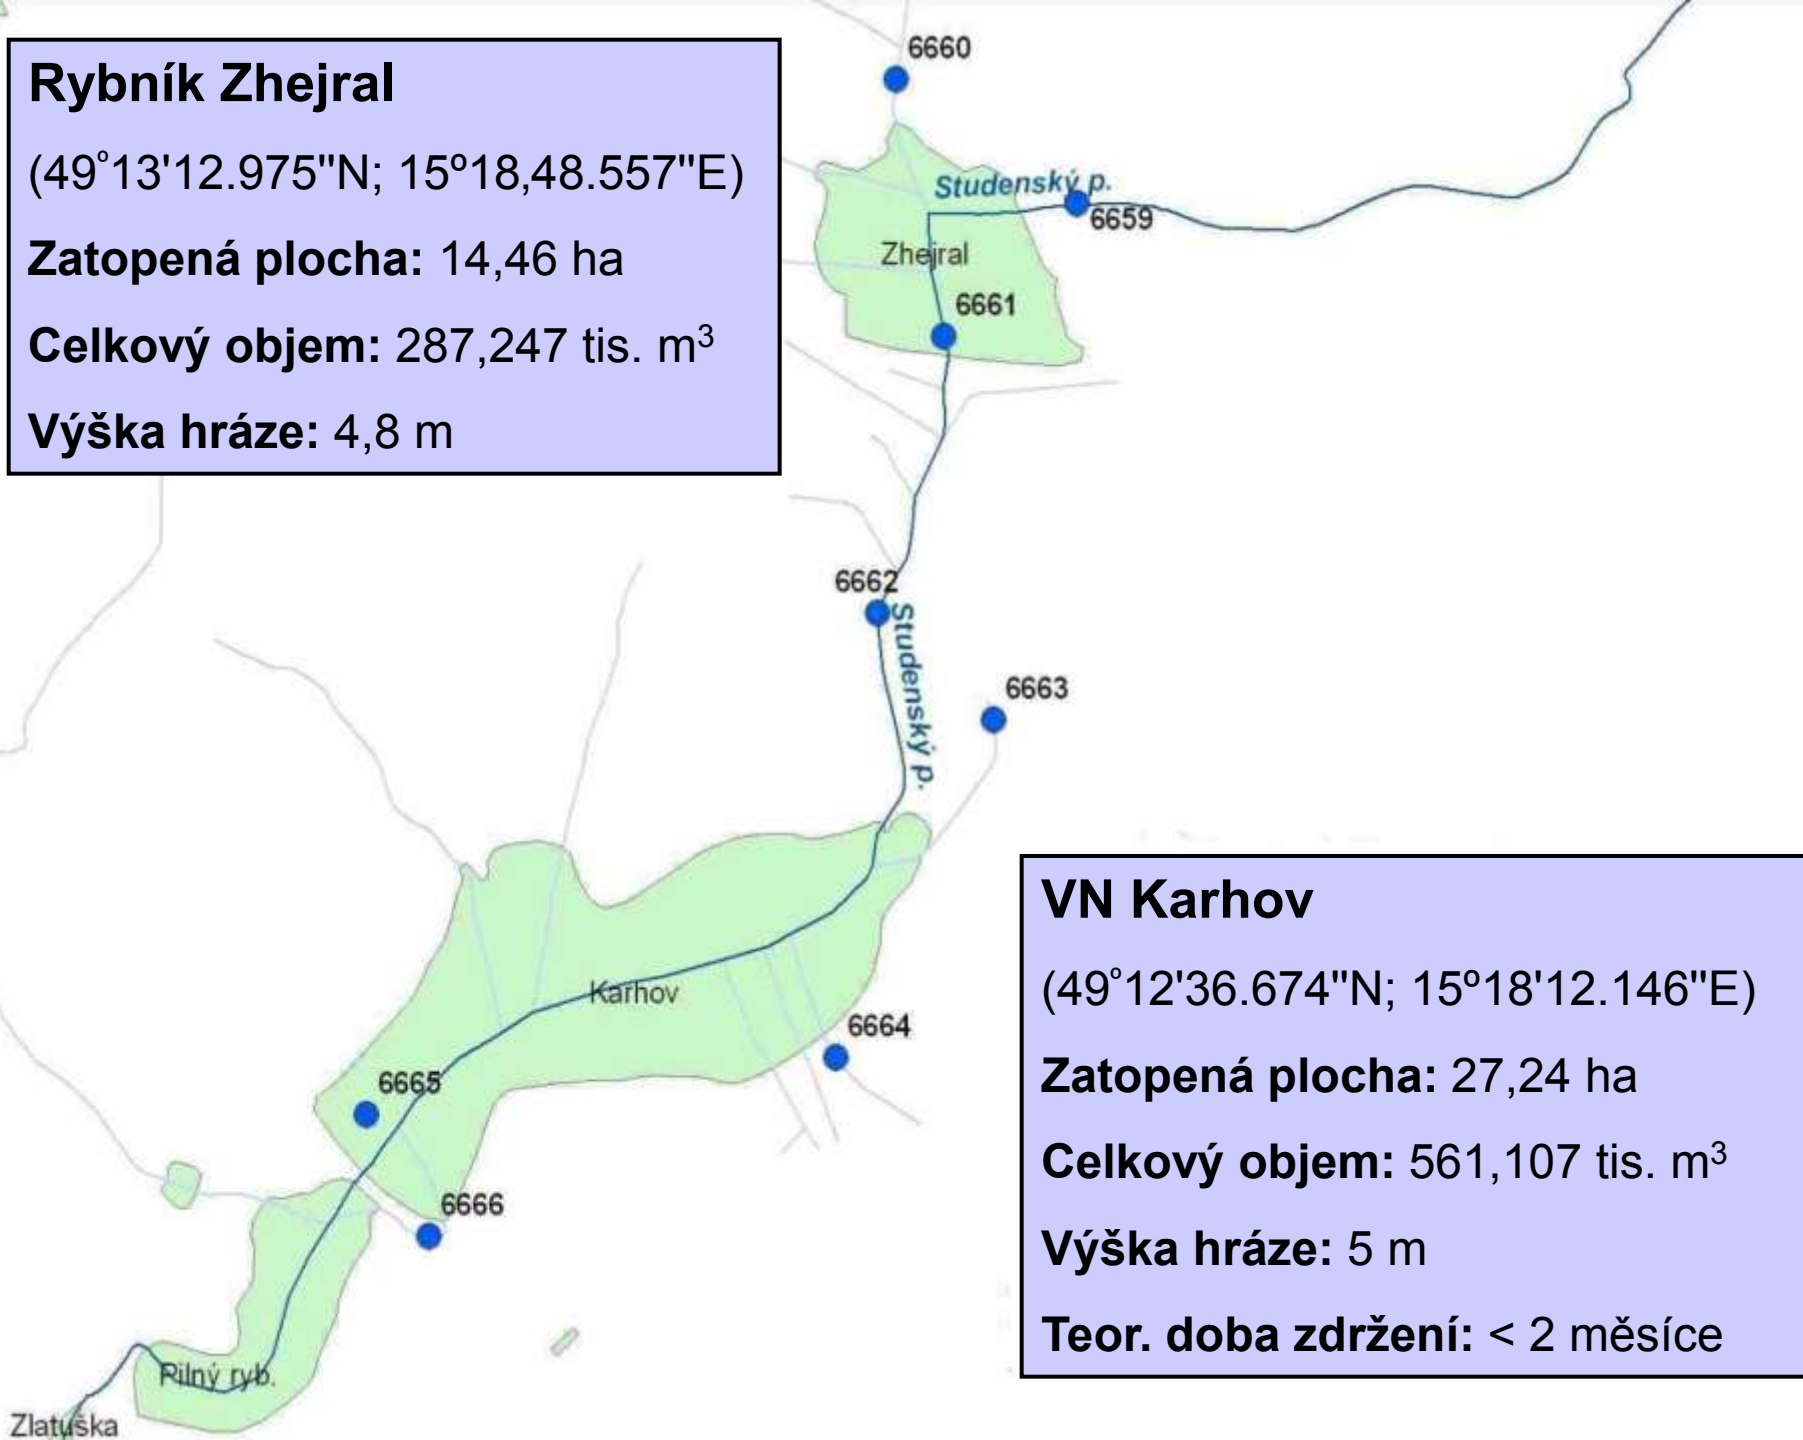 Rybník Zhejral
(49°13'12.975"N; 15º18,48.557"E)
Zatopená plocha: 14,46 ha
Celkový objem: 287,247 tis. m³
Výška hráze: 4,8 m
6660
Studenský p.
6659
Zhejral
6661
6662
Studenský p.
6663
VN Karhov
(49°12'36.674"N; 15º18'12.146"E)
Zatopená plocha: 27,24 ha
Celkový objem: 561,107 tis. m³
Výška hráze: 5 m
Teor. doba zdržení: < 2 měsíce
Karhov
6664
6665
6666
Pilný ryb.
Zlatuška